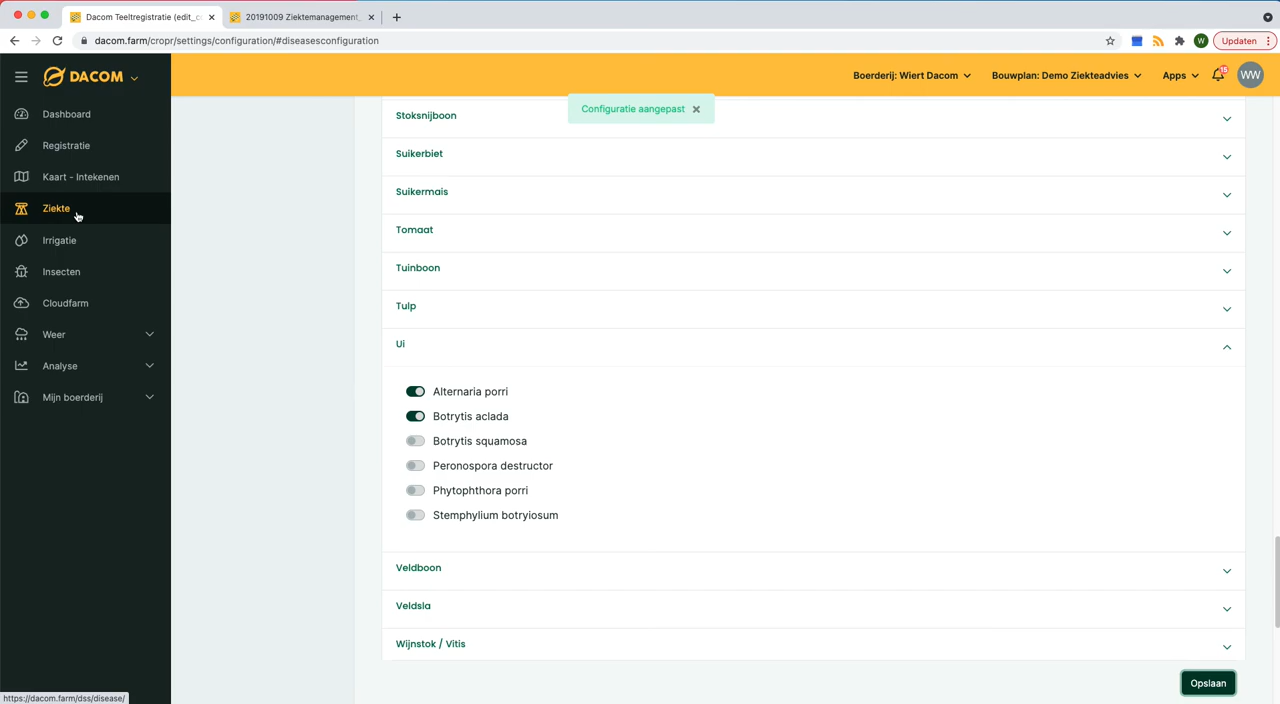 Dacom Teeltregistratie (edit_c
20191009 Ziektemanagement_
dacom.farm/cropr/settings/configuration/#diseasesconfiguration
W
Updaten
DACOM
Boerderij: Wiert Dacom
Bouwplan: Demo Ziekteadvies
Apps
15
WW
Configuratie aangepast
Dashboard
Registratie
Kaart - Intekenen
Ziekte
Irrigatie
Insecten
Cloudfarm
Weer
Analyse
Mijn boerderij
Stoksnijboon
Suikerbiet
Suikermais
Tomaat
Tuinboon
Tulp
Ui
Alternaria porri
Botrytis aclada
Botrytis squamosa
Peronospora destructor
Phytophthora porri
Stemphylium botryiosum
Veldboon
Veldsla
Wijnstok / Vitis
Opslaan
https://dacom.farm/dss/disease/